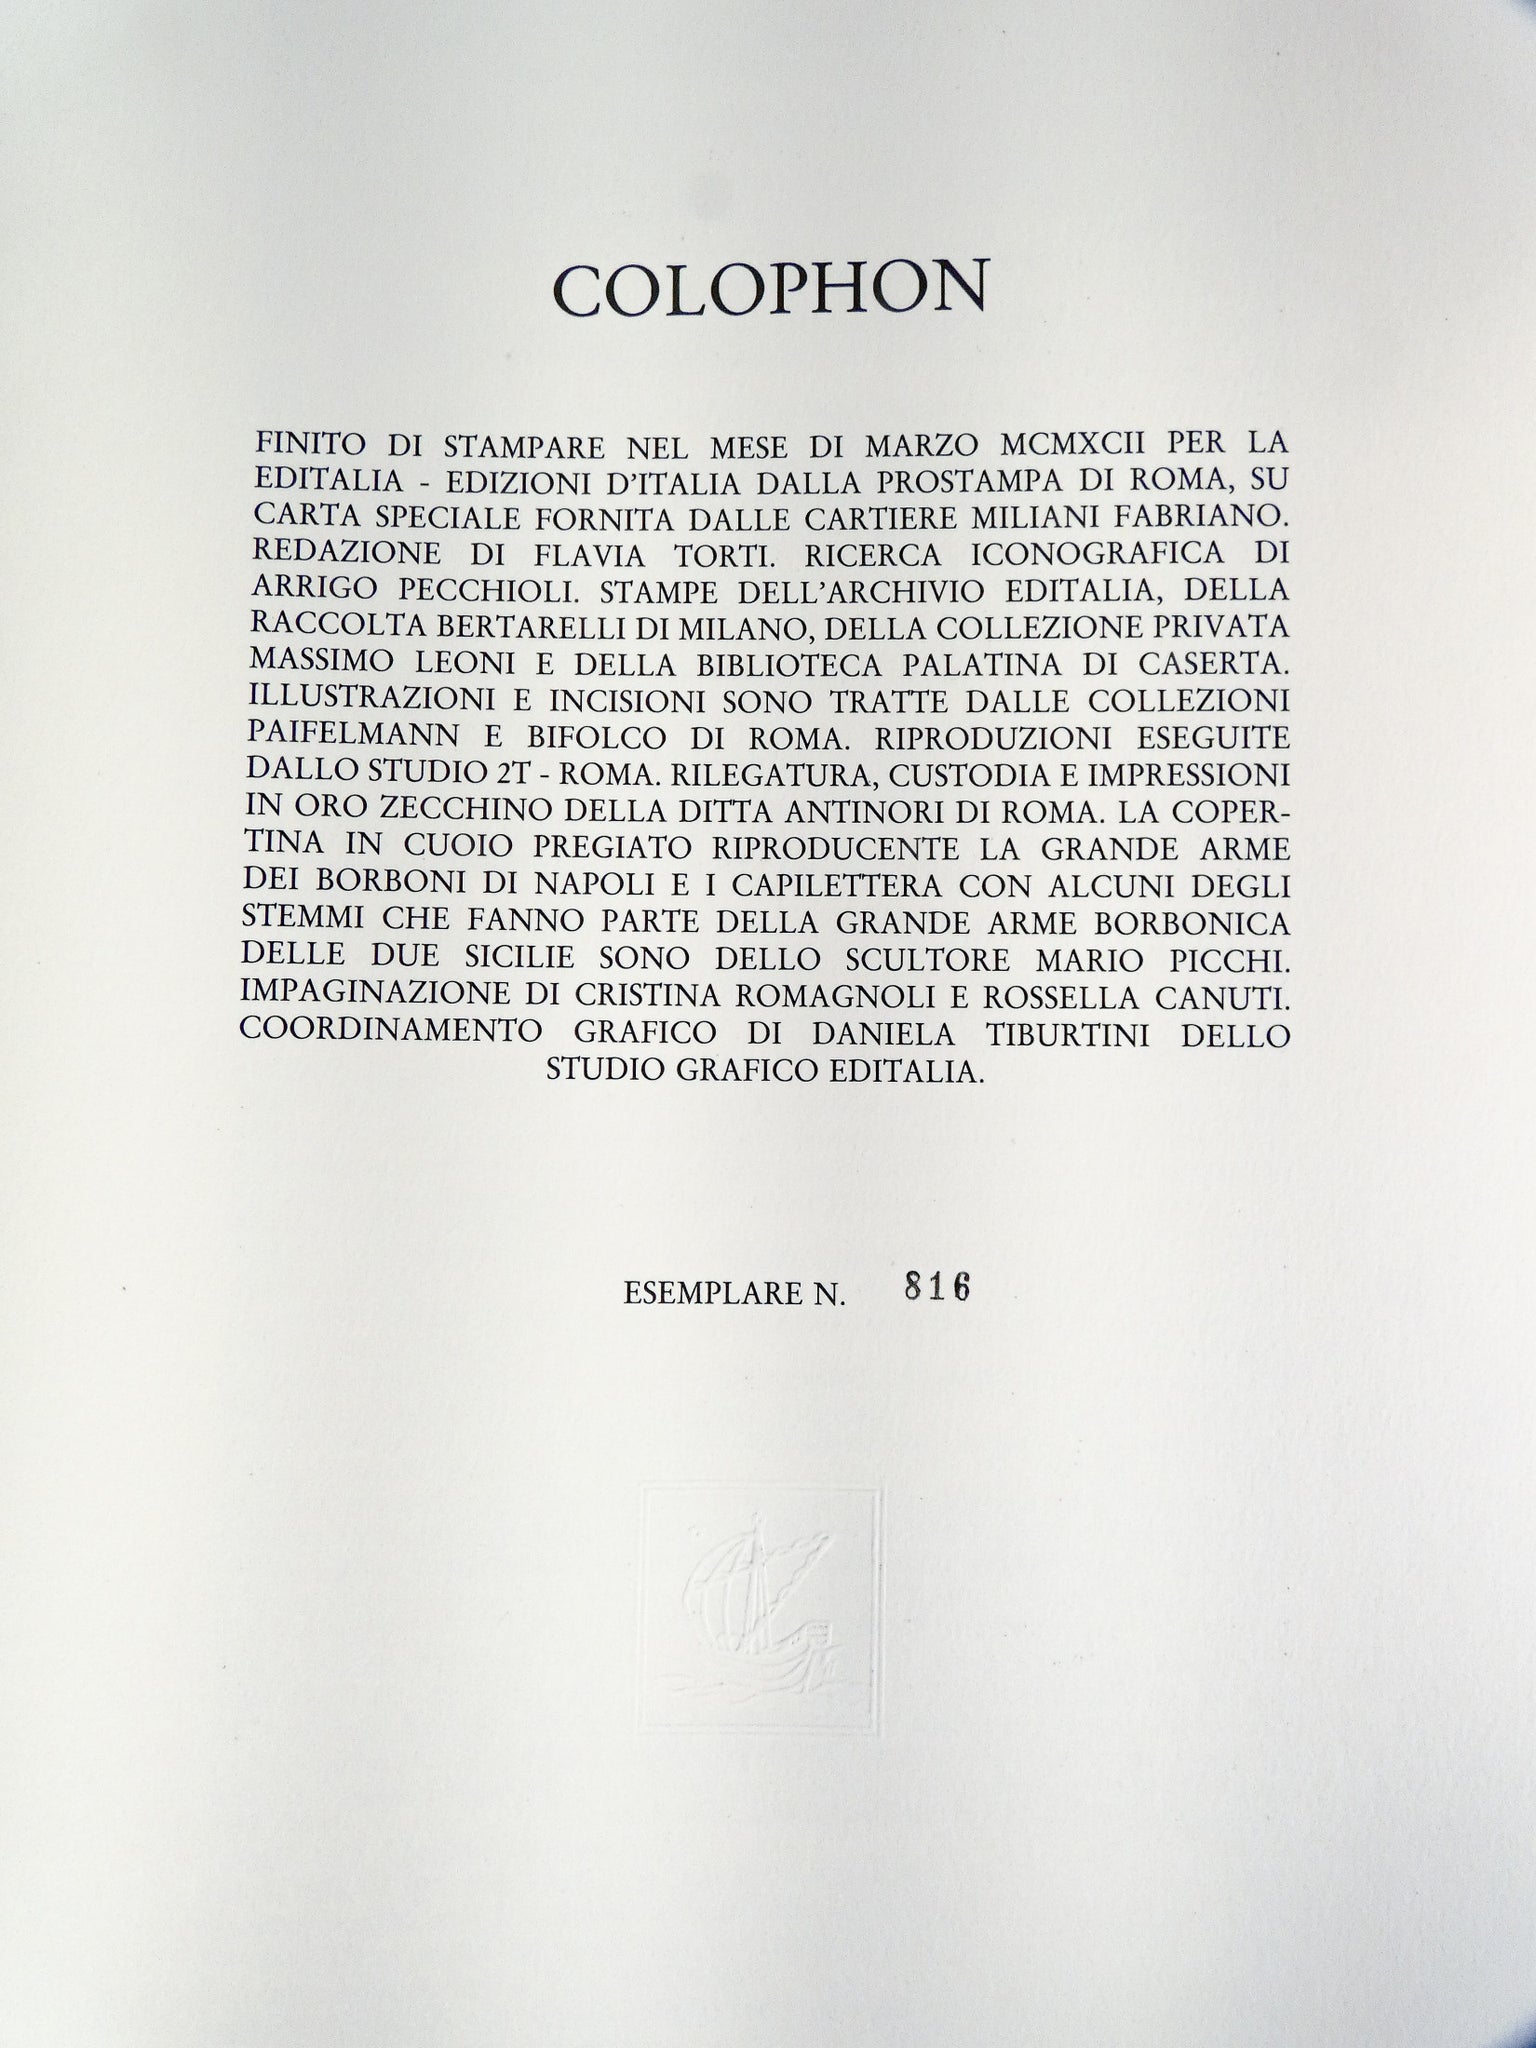 COLOPHON
FINITO DI STAMPARE NEL MESE DI MARZO MCMXCII PER LA
EDITALIA - EDIZIONI D'ITALIA DALLA PROSTAMPA DI ROMA, SU
CARTA SPECIALE FORNITA DALLE CARTIERE MILIANI FABRIANO.
REDAZIONE DI FLAVIA TORTI. RICERCA ICONOGRAFICA DI
ARRIGO PECCHIOLI. STAMPE DELL'ARCHIVIO EDITALIA, DELLA
RACCOLTA BERTARELLI DI MILANO, DELLA COLLEZIONE PRIVATA
MASSIMO LEONI E DELLA BIBLIOTECA PALATINA DI CASERTA.
ILLUSTRAZIONI E INCISIONI SONO TRATTE DALLE COLLEZIONI
PAIFELMANN E BIFOLCO DI ROMA. RIPRODUZIONI ESEGUITE
DALLO STUDIO 2T - ROMA. RILEGATURA, CUSTODIA E IMPRESSIONI
IN ORO ZECCHINO DELLA DITTA ANTINORI DI ROMA. LA COPER-
TINA IN CUOIO PREGIATO RIPRODUCENTE LA GRANDE ARME
DEI BORBONI DI NAPOLI E I CAPILETTERA CON ALCUNI DEGLI
STEMMI CHE FANNO PARTE DELLA GRANDE ARME BORBONICA
DELLE DUE SICILIE SONO DELLO SCULTORE MARIO PICCHI.
IMPAGINAZIONE DI CRISTINA ROMAGNOLI E ROSSELLA CANUTI.
COORDINAMENTO GRAFICO DI DANIELA TIBURTINI DELLO
STUDIO GRAFICO EDITALIA.
ESEMPLARE N. 816